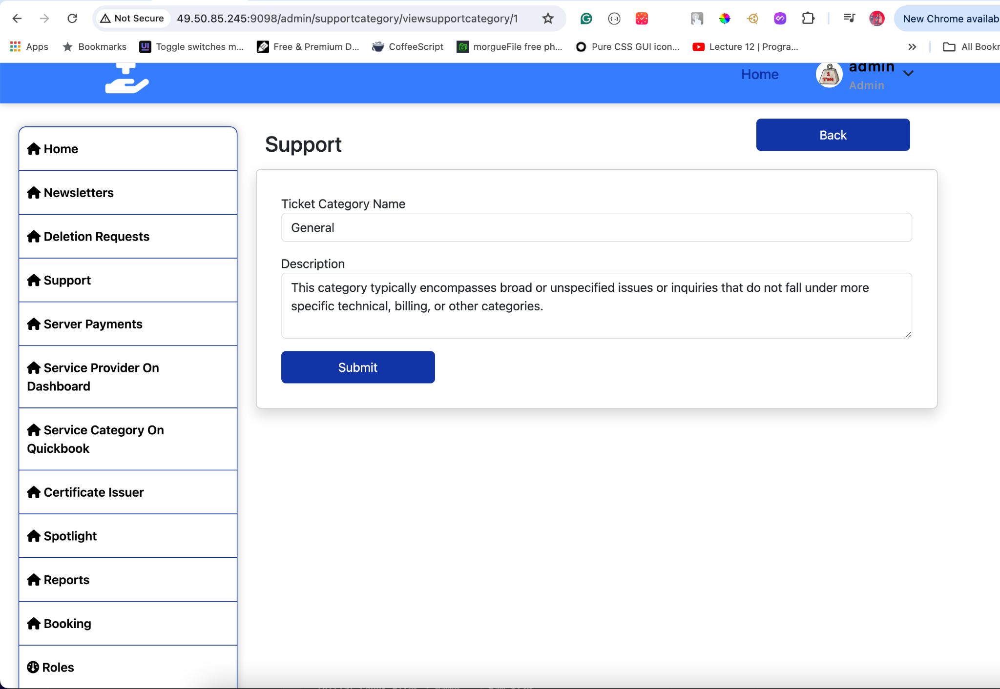 Not Secure
49.50.85.245:9098/admin/supportcategory/viewsupportcategory/1
New Chrome availab
Apps
Bookmarks
Toggle switches m...
Free & Premium D...
CoffeeScript
morgueFile free ph...
Pure CSS GUI icon...
Lecture 12 | Progra...
All Bookr
Home
admin
Admin
1
TON
Home
Newsletters
Deletion Requests
Support
Server Payments
Service Provider On
Dashboard
Service Category On
Quickbook
Certificate Issuer
Spotlight
Reports
Booking
Roles
Support
Back
Ticket Category Name
General
Description
This category typically encompasses broad or unspecified issues or inquiries that do not fall under more
specific technical, billing, or other categories.
Submit